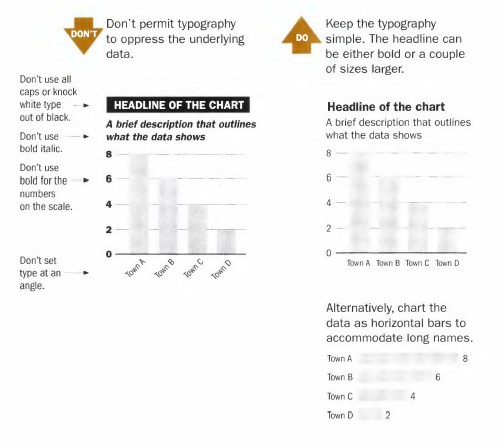 DON'T
Don't permit typography
to oppress the underlying
data.
Don't use all
caps or knock
white type
out of black.
Don't use
bold italic.
Don't use
bold for the
numbers
on the scale.
Don't set
type at an
angle.
HEADLINE OF THE CHART
A brief description that outlines
what the data shows
8
6
4
2
0
Town A Town B Town C Town D
DO
Keep the typography
simple. The headline can
be either bold or a couple
of sizes larger.
Headline of the chart
A brief description that outlines
what the data shows
8
6
4
2
0
Town A Town B Town C Town D
Alternatively, chart the
data as horizontal bars to
accommodate long names.
Town A 8
Town B 6
Town C 4
Town D 2